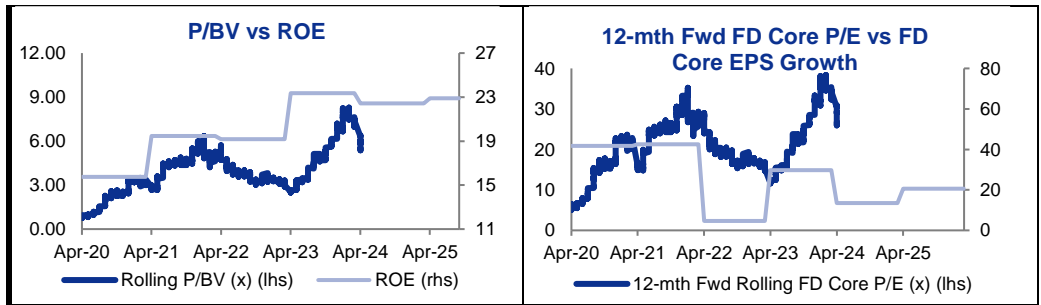 P/BV vs ROE
12.00
9.00
6.00
3.00
0.00
27
23
19
15
11
Apr-20 Apr-21 Apr-22 Apr-23 Apr-24 Apr-25
Rolling P/BV (x) (lhs) ROE (rhs)
12-mth Fwd FD Core P/E vs FD
Core EPS Growth
40
30
20
10
0
80
60
40
20
0
Apr-20 Apr-21 Apr-22 Apr-23 Apr-24 Apr-25
12-mth Fwd Rolling FD Core P/E (x) (lhs)